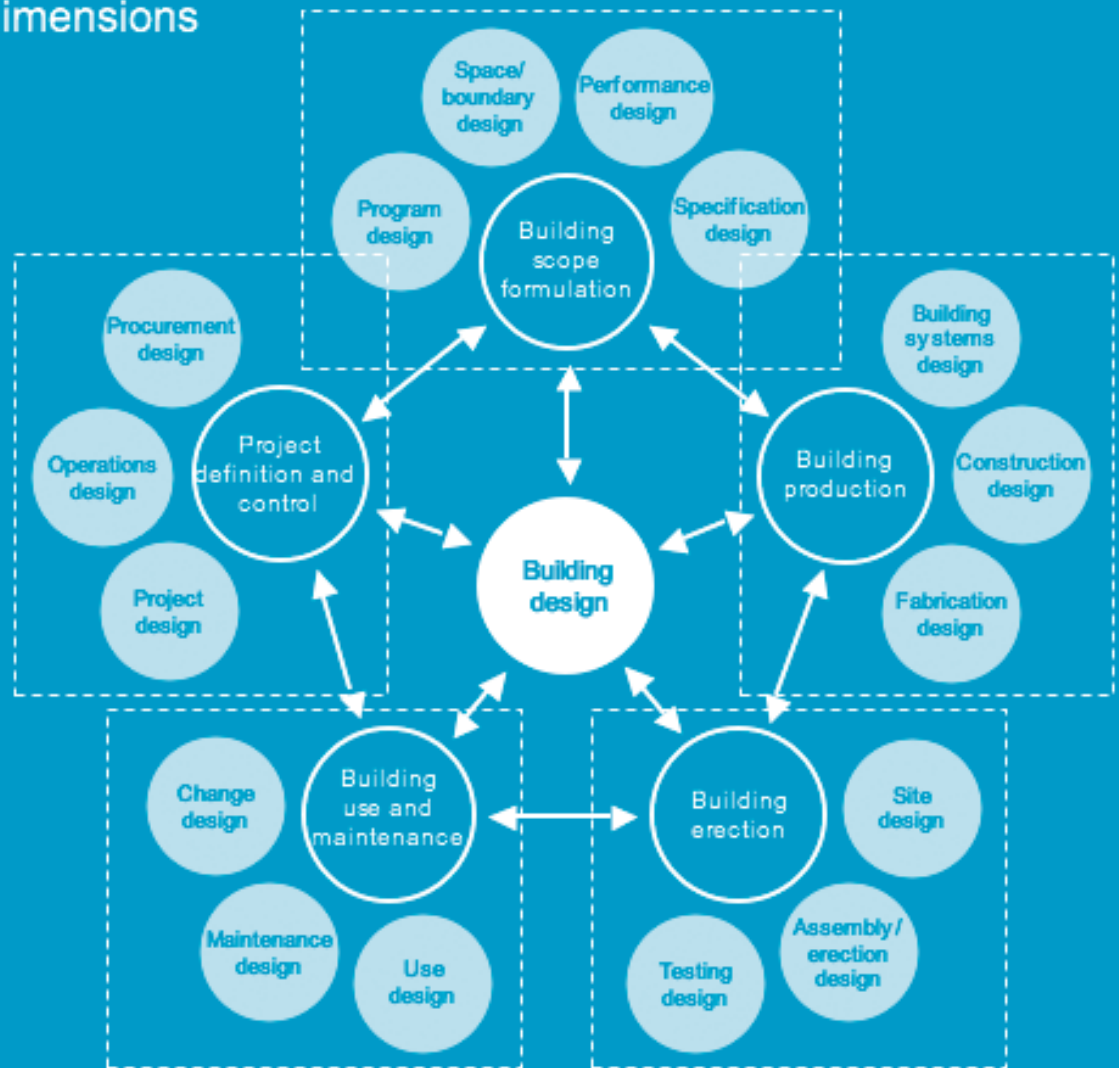 imensions
Space/
boundary
design
Performance
design
Program
design
Specification
design
Building
scope
formulation
Procurement
design
Operations
design
Project
design
Project
definition and
control
Building
systems
design
Construction
design
Fabrication
design
Building
production
Building
design
Change
design
Maintenance
design
Use
design
Building
use and
maintenance
Building
erection
Site
design
Assembly/
erection
design
Testing
design